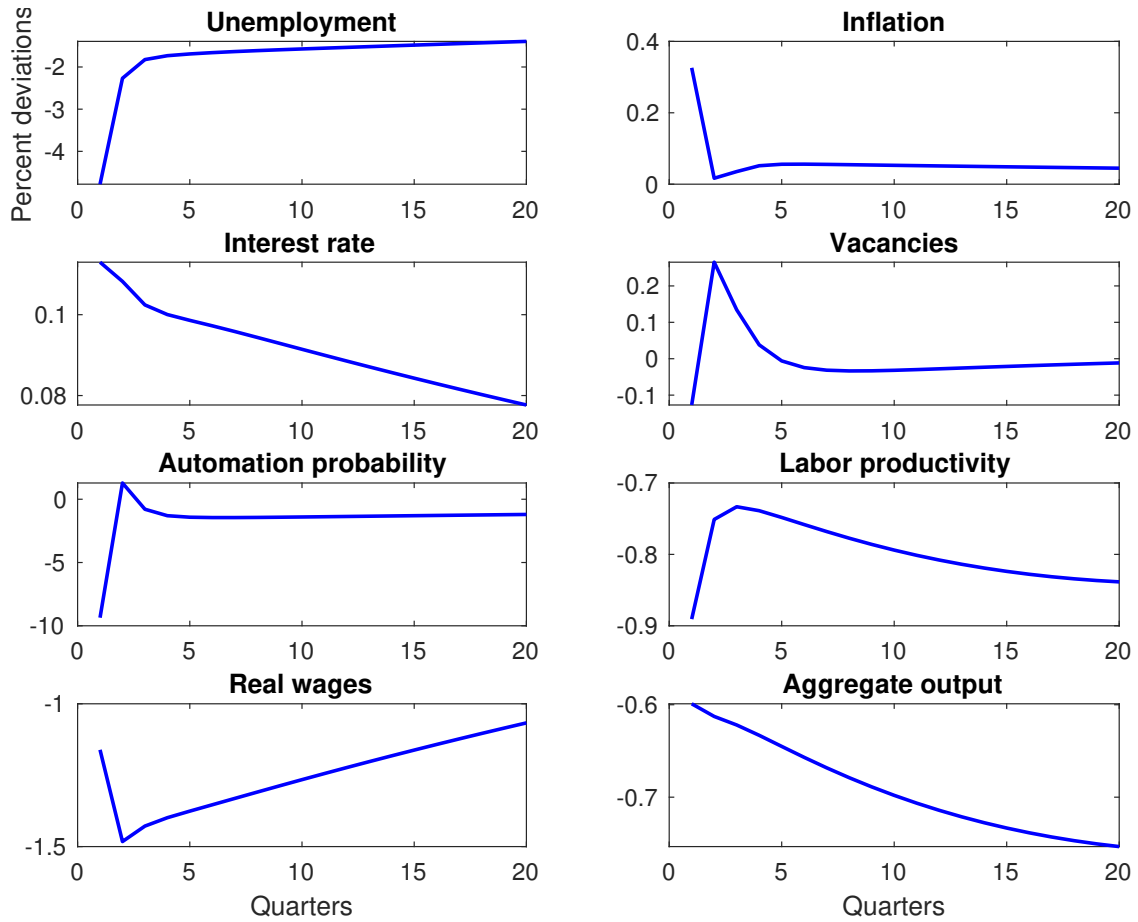 Unemployment
Percent deviations
-2
-3
-4
0 5 10 15 20
Inflation
0.4
0.2
0
0 5 10 15 20
Interest rate
0.1
0.08
0 5 10 15 20
Vacancies
0.2
0.1
0
-0.1
0 5 10 15 20
Automation probability
0
-5
-10
0 5 10 15 20
Labor productivity
-0.7
-0.8
-0.9
0 5 10 15 20
Real wages
-1
-1.5
0 5 10 15 20
Quarters
Aggregate output
-0.6
-0.7
0 5 10 15 20
Quarters